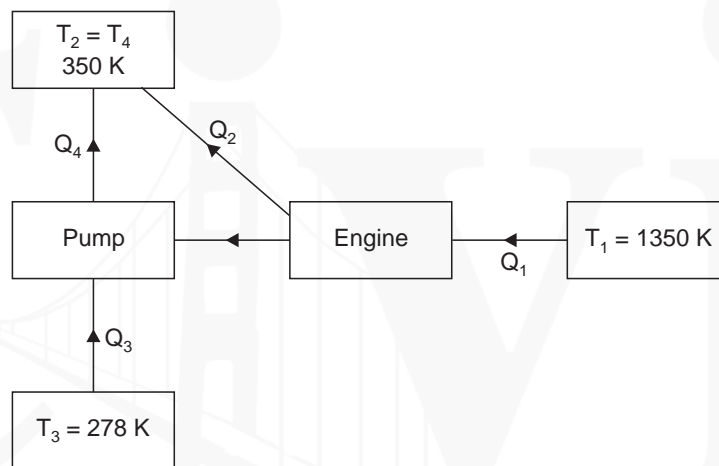 T₂ = T₄
350 K
Q₄
Q₂
Pump
Engine
T₁ = 1350 K
Q₁
Q₃
T₃ = 278 K